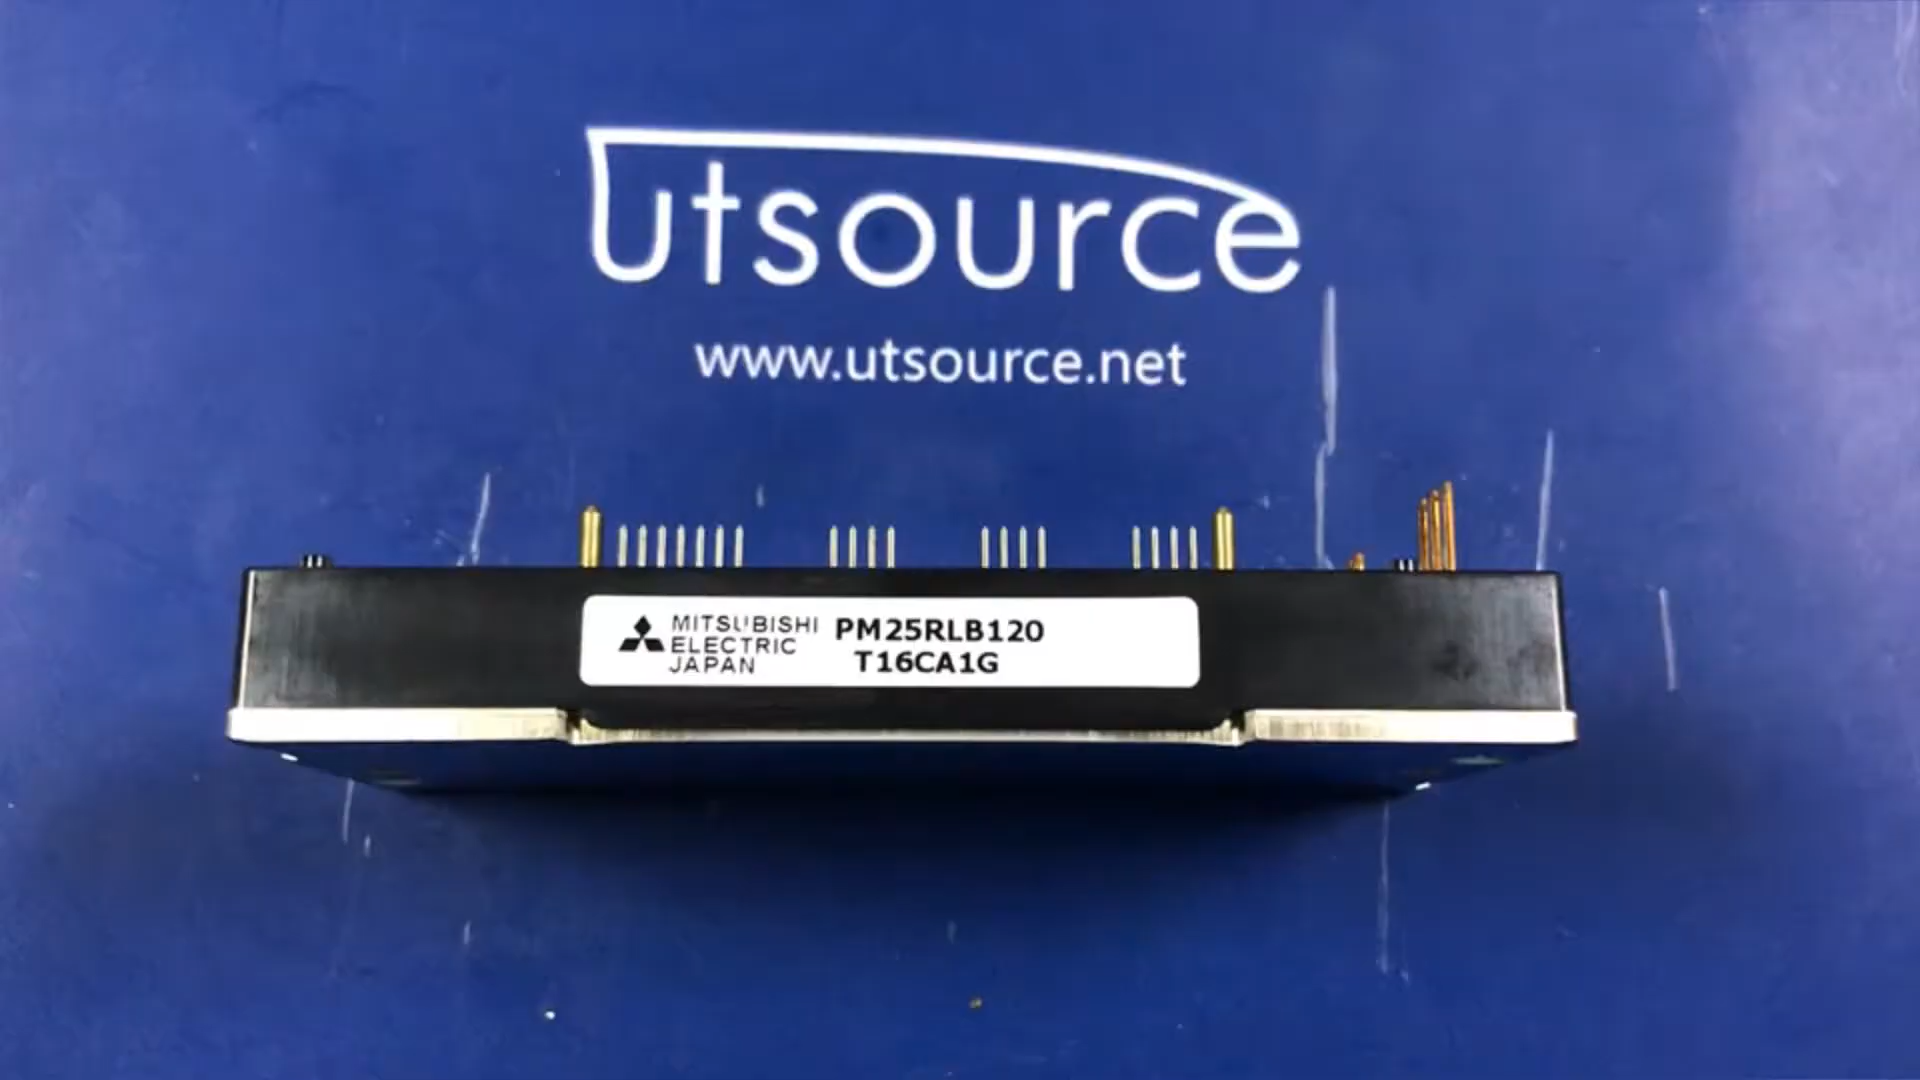 utsource
www.utsource.net
MITSUBISHI
ELECTRIC
JAPAN
PM25RLB120
T16CA1G